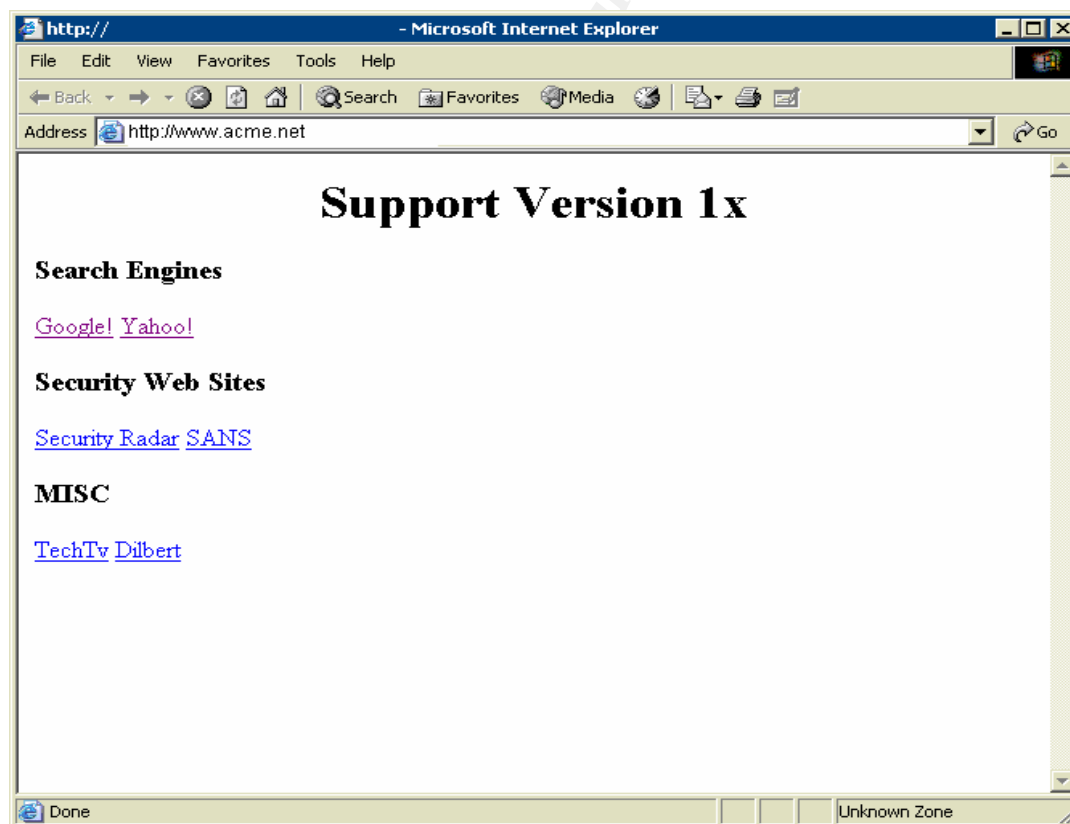 http:// - Microsoft Internet Explorer
File Edit View Favorites Tools Help
Back Search Favorites Media
Address http://www.acme.net Go
Support Version 1x
Search Engines
Google! Yahoo!
Security Web Sites
Security Radar SANS
MISC
TechTv Dilbert
Done Unknown Zone